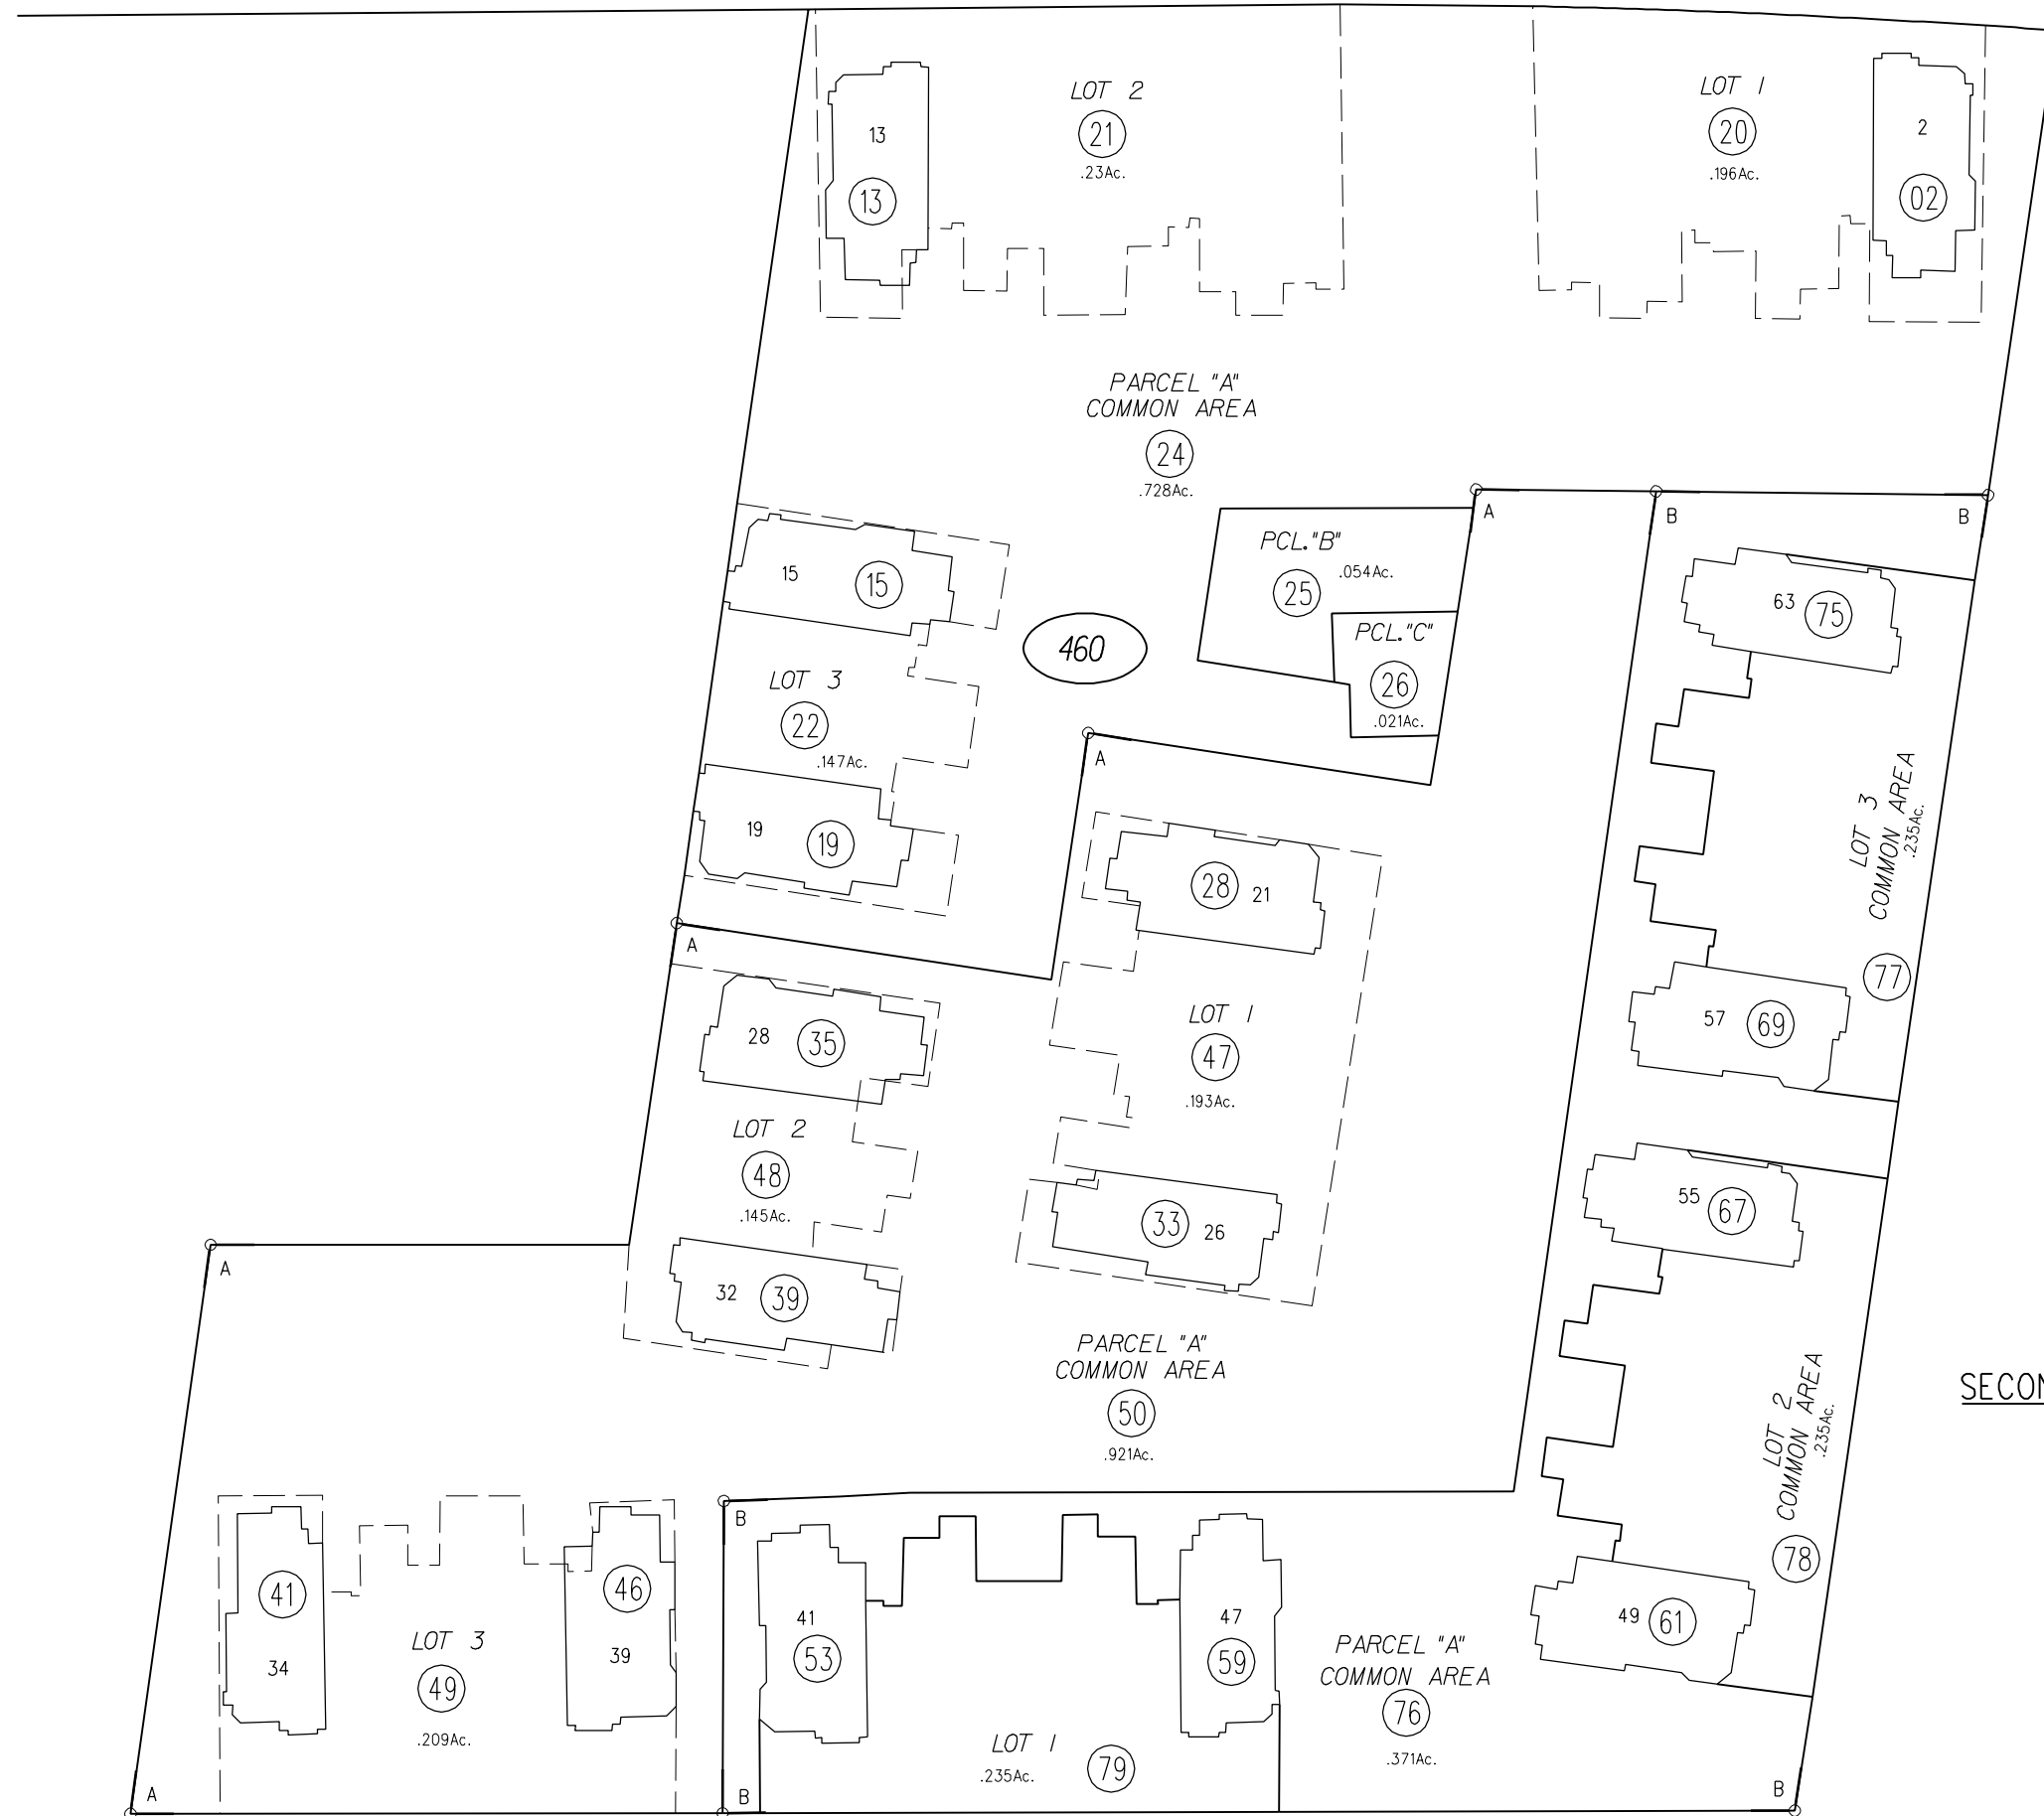 LOT 2
21
.23Ac.
13
13
LOT 1
20
.196Ac.
2
02
PARCEL "A"
COMMON AREA
24
.728Ac.
A
B
B
PCL."B"
.054Ac.
25
PCL."C"
26
.021Ac.
15
15
460
LOT 3
22
.147Ac.
19
19
A
A
63
75
LOT 3
COMMON AREA
.235Ac.
77
57
69
28
21
LOT 1
47
.193Ac.
33
26
28
35
LOT 2
48
.145Ac.
32
39
55
67
LOT 2
COMMON AREA
.235Ac.
78
49
61
A
PARCEL "A"
COMMON AREA
50
.921Ac.
B
41
34
LOT 3
49
.209Ac.
46
39
41
53
47
59
LOT 1
79
.235Ac.
PARCEL "A"
COMMON AREA
76
.371Ac.
A
B
B